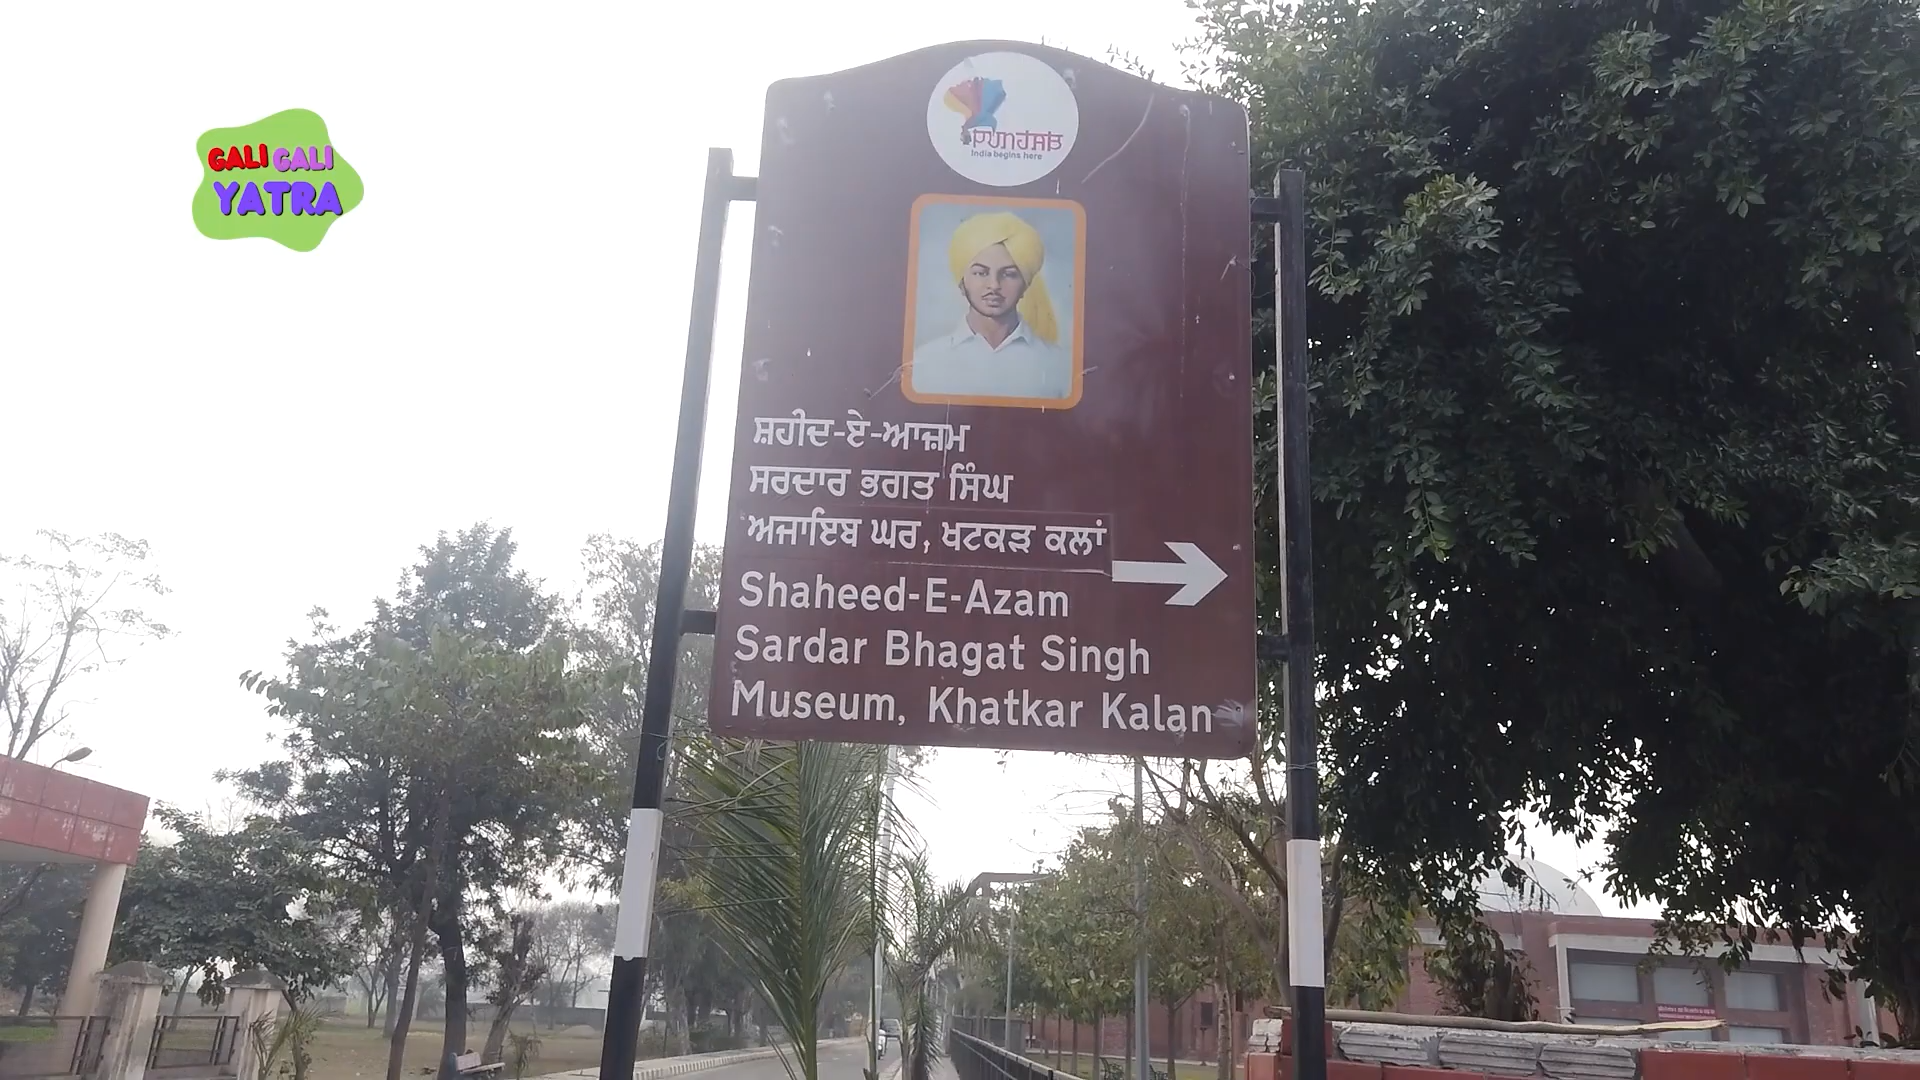 GALI GALI
YATRA
PUNJAB
India begins here
ਸ਼ਹੀਦ-ਏ-ਆਜ਼ਮ
ਸਰਦਾਰ ਭਗਤ ਸਿੰਘ
ਅਜਾਇਬ ਘਰ, ਖਟਕੜ ਕਲਾਂ
Shaheed-E-Azam
Sardar Bhagat Singh
Museum, Khatkar Kalan